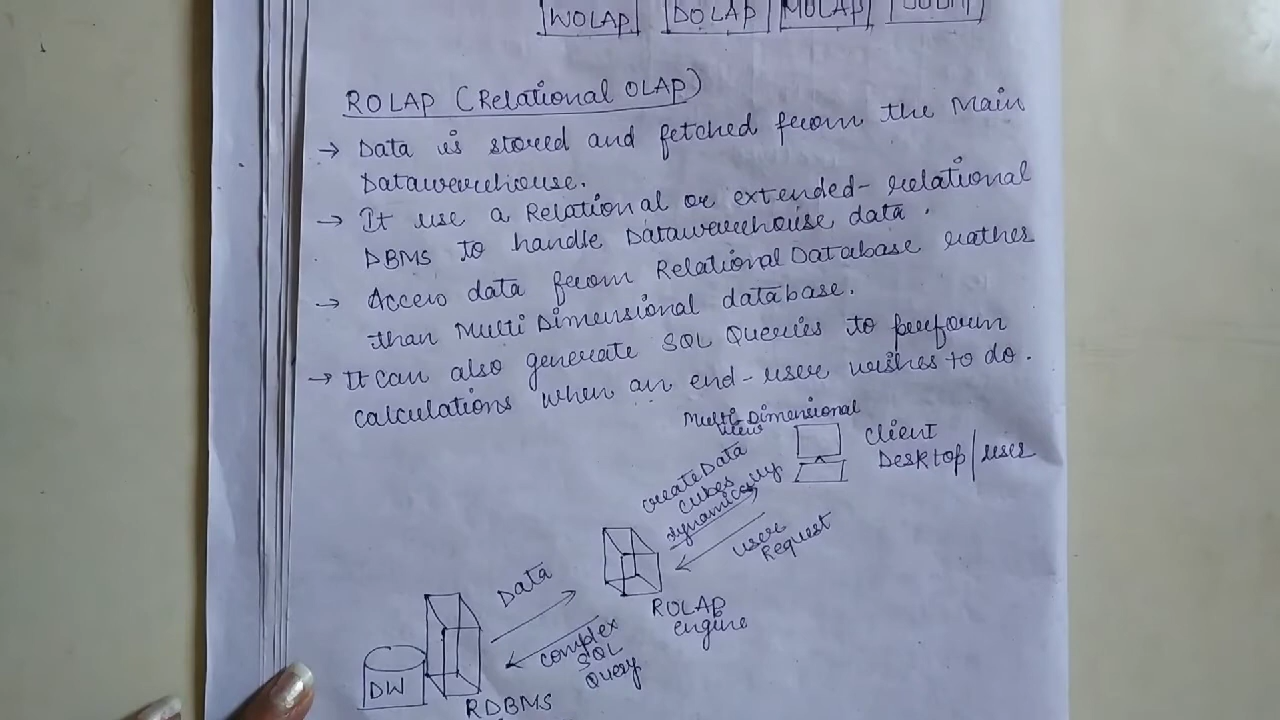 WOLAP DOLAP MOLAP
ROLAP (Relational OLAP)
→ Data is stored and fetched from the Main
Datawarehouse.
→ It use a Relational or extended-relational
DBMS to handle Datawarehouse data.
→ Access data from Relational Database rather
than MultiDimensional database.
→ It can also generate SQL Queries to perform
calculations when an end-user wishes to do.
Multi Dimensional
view
Client
Desktop/user
create Data
cubes
dynamically
user
Request
ROLAP
engine
Data
complex
SQL
Query
DW
RDBMS